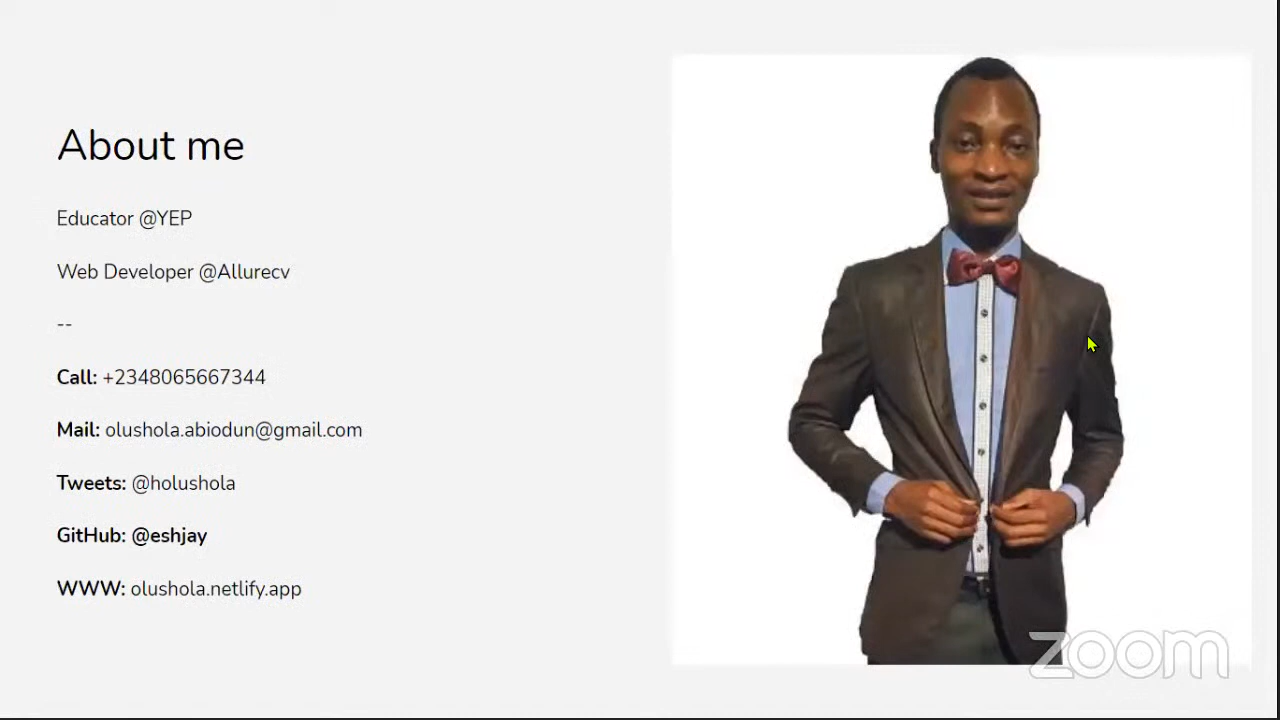 About me
Educator @YEP
Web Developer @Allurecv
--
Call: +2348065667344
Mail: olushola.abiodun@gmail.com
Tweets: @holushola
GitHub: @eshjay
WWW: olushola.netlify.app
zoom